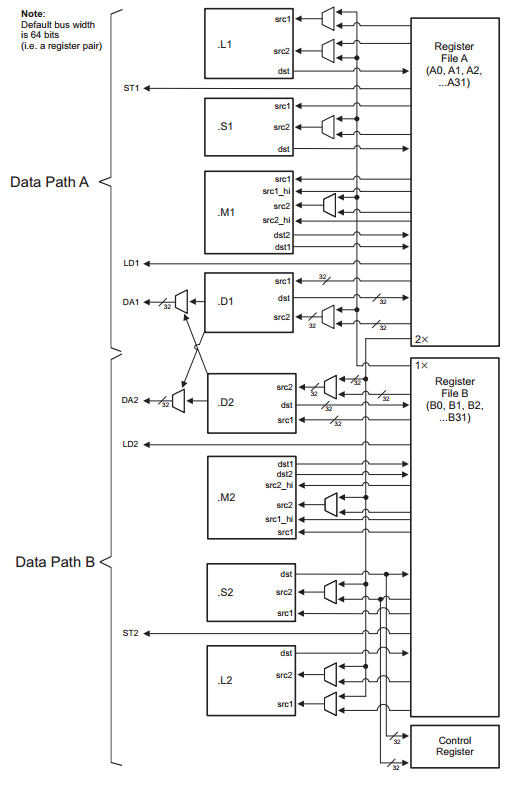 Note:
Default bus width
is 64 bits
(i.e. a register pair)
src1
.L1
src2
dst
Register
File A
(A0, A1, A2,
...A31)
ST1
src1
.S1
src2
dst
Data Path A
src1
src1_hi
.M1
src2
src2_hi
dst2
dst1
LD1
src1
32
DA1
32
.D1
dst
32
src2
32
32
2×
1×
Register
File B
(B0, B1, B2,
...B31)
src2
32
32
DA2
32
.D2
dst
32
32
src1
32
LD2
dst1
dst2
.M2
src2_hi
src2
src1_hi
src1
Data Path B
dst
.S2
src2
src1
ST2
dst
.L2
src2
src1
32
Control
Register
32